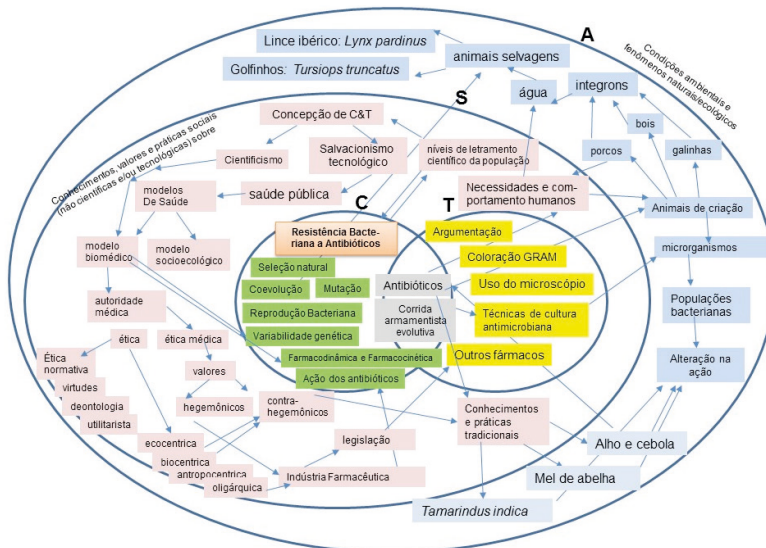 A
Lince ibérico: Lynx pardinus
animais selvagens
Golfinhos: Tursiops truncatus
Condições ambientais e
fenômenos naturais/ecológicos
água
integrons
S
bois
Concepção de C&T
Conhecimentos, valores e práticas sociais
(não científicas e/ou tecnológicas) sobre
Cientificismo
Salvacionismo
tecnológico
níveis de letramento
científico da população
porcos
galinhas
modelos
De Saúde
saúde pública
Necessidades e com-
portamento humanos
C
T
Animais de criação
Resistência Bacte-
riana a Antibióticos
Argumentação
modelo
biomédico
modelo
socioecológico
Coloração GRAM
microrganismos
Seleção natural
Antibióticos
Uso do microscópio
Coevolução
Mutação
autoridade
médica
Reprodução Bacteriana
Corrida
armamentista
evolutiva
Técnicas de cultura
antimicrobiana
Populações
bacterianas
ética
ética médica
Variabilidade genética
Farmacodinâmica e Farmacocinética
Outros fármacos
Alteração na
ação
Ética
normativa
valores
Ação dos antibióticos
virtudes
deontologia
utilitarista
hegemônicos
contra-
hegemônicos
Conhecimentos
e práticas
tradicionais
ecocentrica
biocentrica
antropocentrica
oligárquica
legislação
Alho e cebola
Indústria Farmacêutica
Mel de abelha
Tamarindus indica